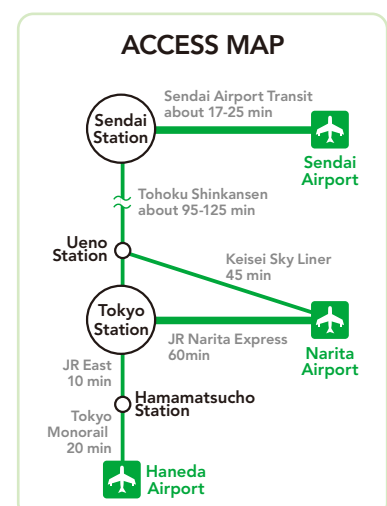 ACCESS MAP
Sendai Airport Transit
about 17-25 min
Sendai
Station
Sendai
Airport
Tohoku Shinkansen
about 95-125 min
Ueno
Station
Keisei Sky Liner
45 min
Tokyo
Station
JR Narita Express
60min
Narita
Airport
JR East
10 min
Hamamatsucho
Station
Tokyo
Monorail
20 min
Haneda
Airport